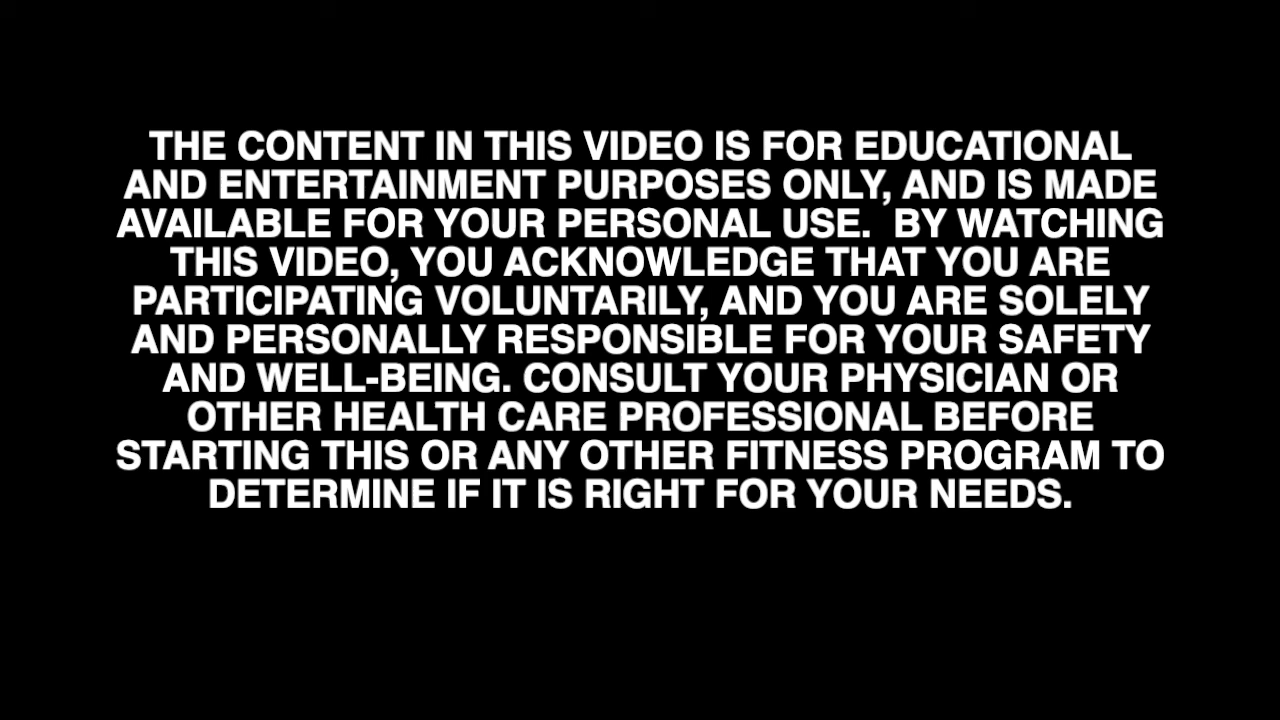 THE CONTENT IN THIS VIDEO IS FOR EDUCATIONAL
AND ENTERTAINMENT PURPOSES ONLY, AND IS MADE
AVAILABLE FOR YOUR PERSONAL USE.  BY WATCHING
THIS VIDEO, YOU ACKNOWLEDGE THAT YOU ARE
PARTICIPATING VOLUNTARILY, AND YOU ARE SOLELY
AND PERSONALLY RESPONSIBLE FOR YOUR SAFETY
AND WELL-BEING. CONSULT YOUR PHYSICIAN OR
OTHER HEALTH CARE PROFESSIONAL BEFORE
STARTING THIS OR ANY OTHER FITNESS PROGRAM TO
DETERMINE IF IT IS RIGHT FOR YOUR NEEDS.